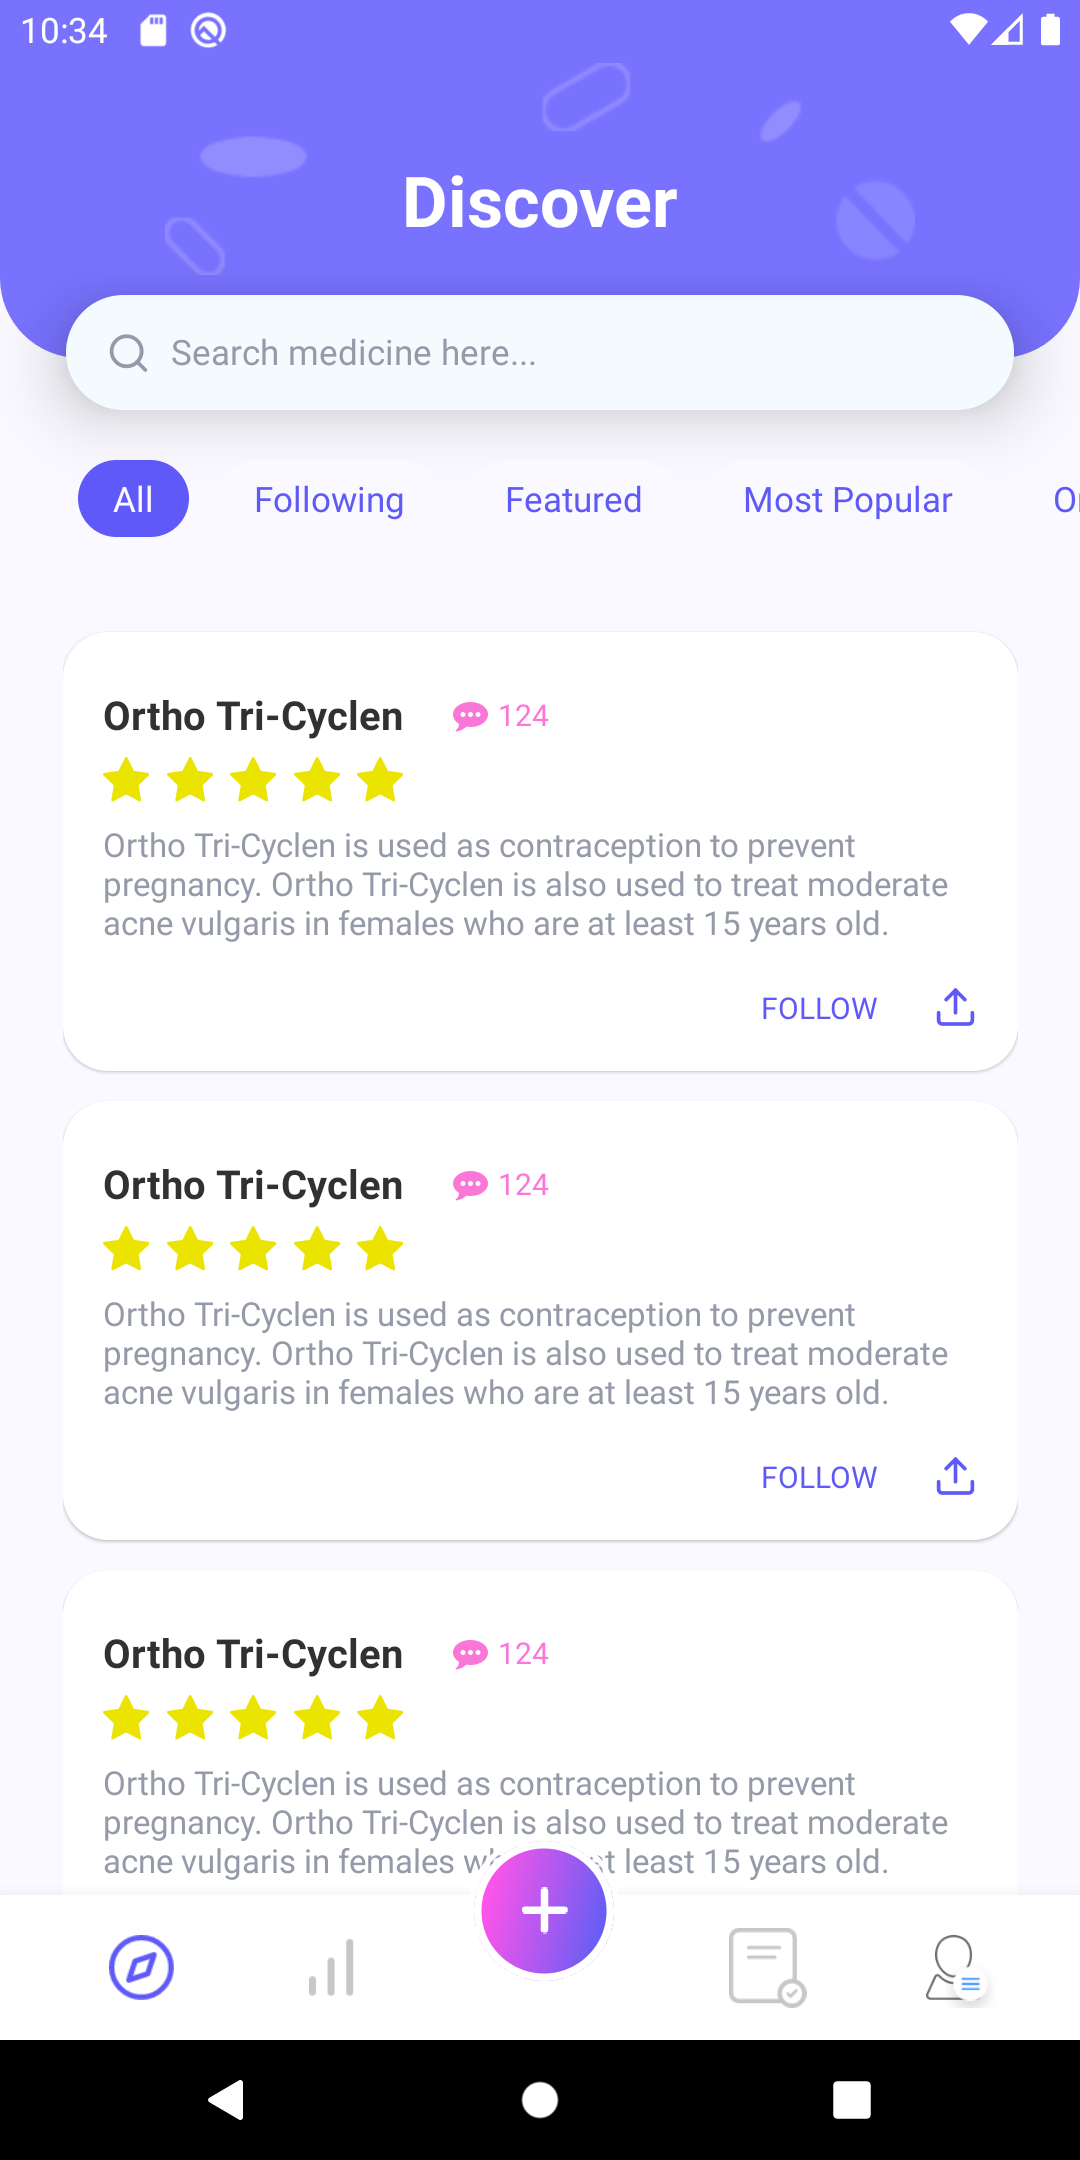 10:34
Discover
Search medicine here...
All Following Featured Most Popular
Ortho Tri-Cyclen 124
Ortho Tri-Cyclen is used as contraception to prevent
pregnancy. Ortho Tri-Cyclen is also used to treat moderate
acne vulgaris in females who are at least 15 years old.
FOLLOW
Ortho Tri-Cyclen 124
Ortho Tri-Cyclen is used as contraception to prevent
pregnancy. Ortho Tri-Cyclen is also used to treat moderate
acne vulgaris in females who are at least 15 years old.
FOLLOW
Ortho Tri-Cyclen 124
Ortho Tri-Cyclen is used as contraception to prevent
pregnancy. Ortho Tri-Cyclen is also used to treat moderate
acne vulgaris in females least 15 years old.